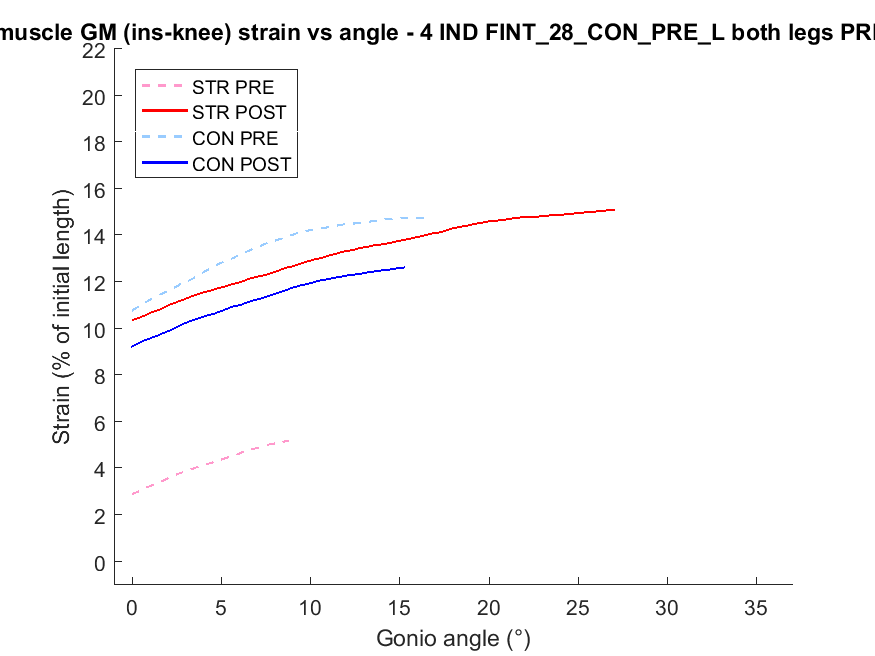 muscle GM (ins-knee) strain vs angle - 4 IND FINT_28_CON_PRE_L both legs PRE
22
20
18
16
14
12
10
8
6
4
2
0
STR PRE
STR POST
CON PRE
CON POST
Strain (% of initial length)
0 5 10 15 20 25 30 35
Gonio angle (°)